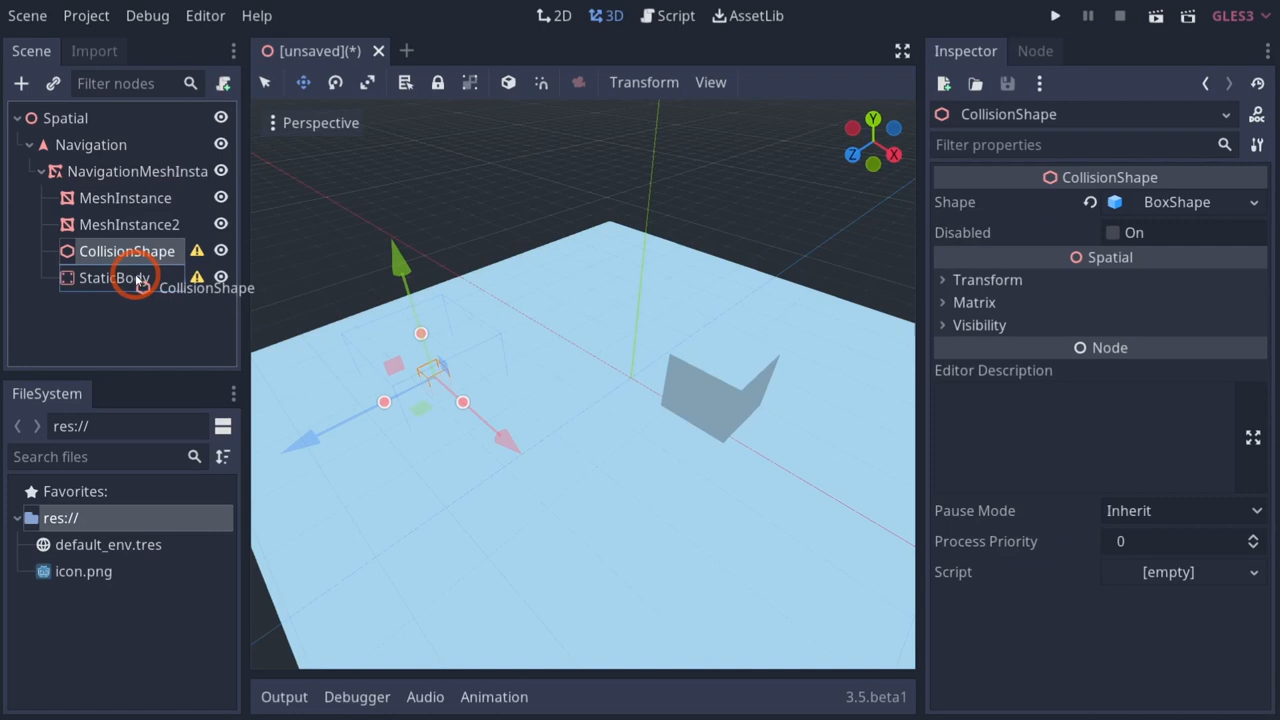 Scene Project Debug Editor Help 2D 3D Script AssetLib GLES3
Scene Import [unsaved](*) Inspector Node
Filter nodes Transform View
Spatial Perspective Y Z X CollisionShape
Navigation Filter properties
NavigationMeshInsta CollisionShape
MeshInstance Shape BoxShape
MeshInstance2 Disabled On
CollisionShape Spatial
StaticBody Transform
CollisionShape
Matrix
Visibility
Node
Editor Description
FileSystem
res://
Search files
Favorites:
res:// Pause Mode Inherit
default_env.tres Process Priority 0
icon.png Script [empty]
Output Debugger Audio Animation 3.5.beta1